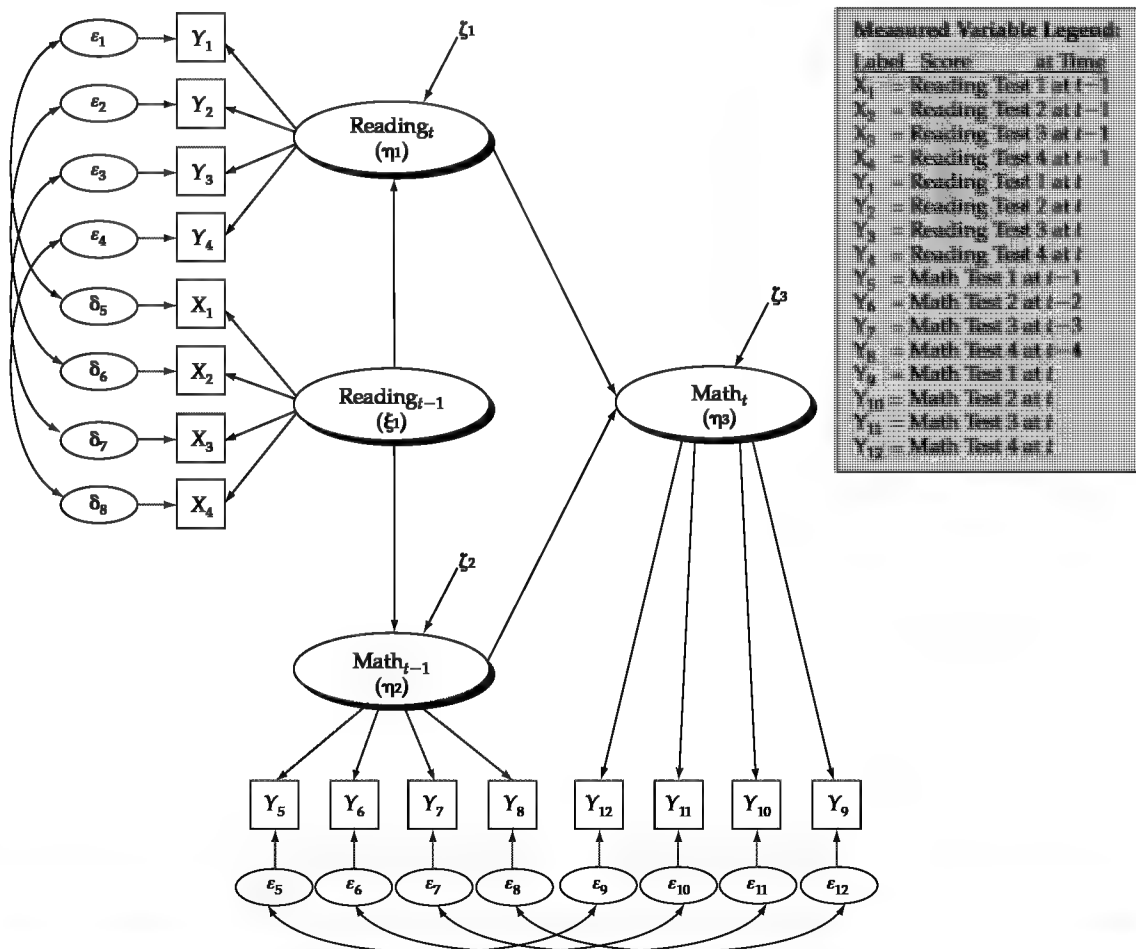 ε1 Y1
ε2 Y2
ε3 Y3
ε4 Y4
δ5 X1
δ6 X2
δ7 X3
δ8 X4
ζ1
Readingt
(η1)
Readingt−1
(ξ1)
ζ2
Matht−1
(η2)
ζ3
Matht
(η3)
Y5 Y6 Y7 Y8 Y12 Y11 Y10 Y9
ε5 ε6 ε7 ε8 ε9 ε10 ε11 ε12
Measured Variable Legend:
Label Score at Time
X1 = Reading Test 1 at t−1
X2 = Reading Test 2 at t−1
X3 = Reading Test 3 at t−1
X4 = Reading Test 4 at t−1
Y1 = Reading Test 1 at t
Y2 = Reading Test 2 at t
Y3 = Reading Test 3 at t
Y4 = Reading Test 4 at t
Y5 = Math Test 1 at t−1
Y6 = Math Test 2 at t−2
Y7 = Math Test 3 at t−3
Y8 = Math Test 4 at t−4
Y9 = Math Test 1 at t
Y10 = Math Test 2 at t
Y11 = Math Test 3 at t
Y12 = Math Test 4 at t